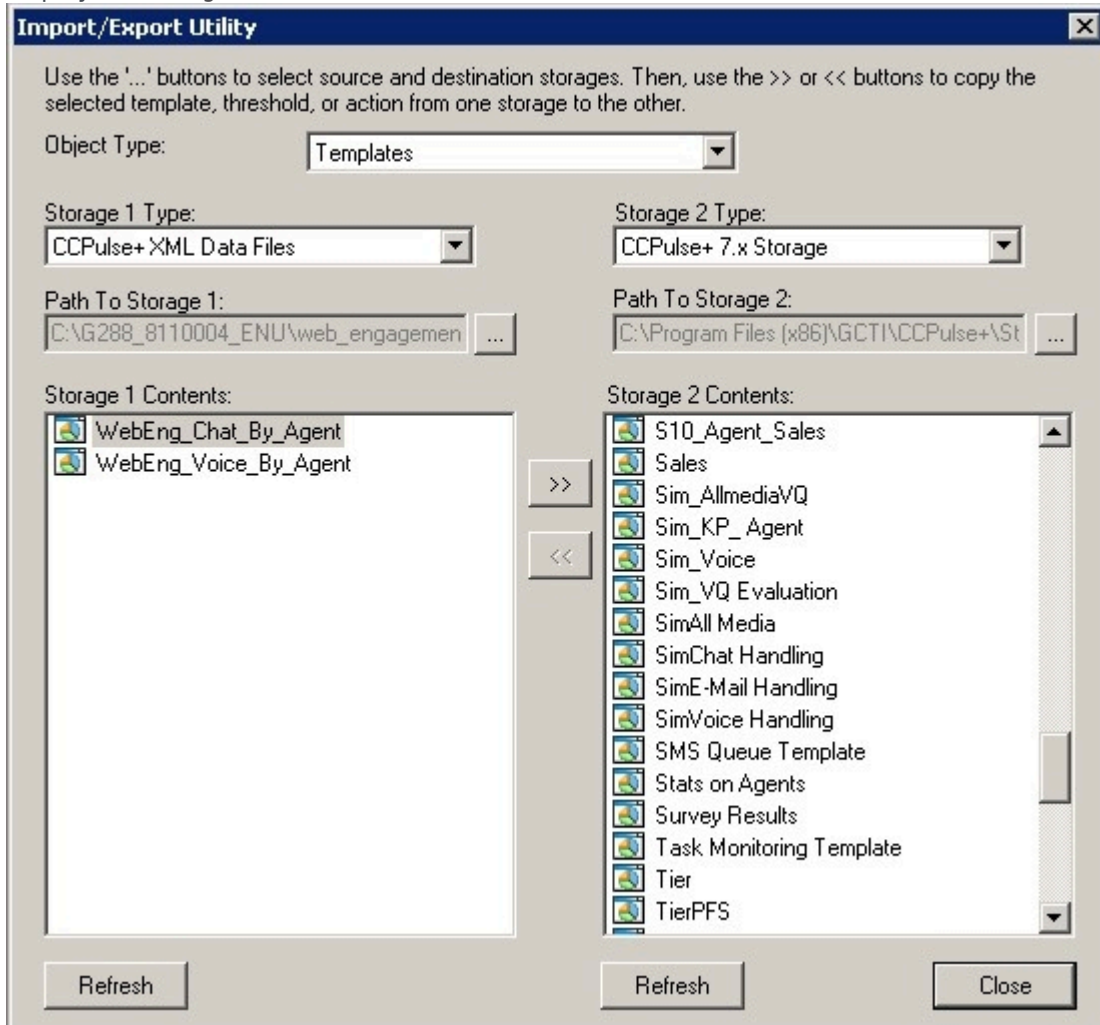 Import/Export Utility
Use the '...' buttons to select source and destination storages. Then, use the >> or << buttons to copy the
selected template, threshold, or action from one storage to the other.
Object Type:
Templates
Storage 1 Type:
Storage 2 Type:
CCPulse+ XML Data Files
CCPulse+ 7.x Storage
Path To Storage 1:
Path To Storage 2:
C:\G288_8110004_ENU\web_engagemen
...
C:\Program Files (x86)\GCTI\CCPulse+\St
...
Storage 1 Contents:
Storage 2 Contents:
WebEng_Chat_By_Agent
WebEng_Voice_By_Agent
>>
<<
S10_Agent_Sales
Sales
Sim_AllmediaVQ
Sim_KP_ Agent
Sim_Voice
Sim_VQ Evaluation
SimAll Media
SimChat Handling
SimE-Mail Handling
SimVoice Handling
SMS Queue Template
Stats on Agents
Survey Results
Task Monitoring Template
Tier
TierPFS
Refresh
Refresh
Close